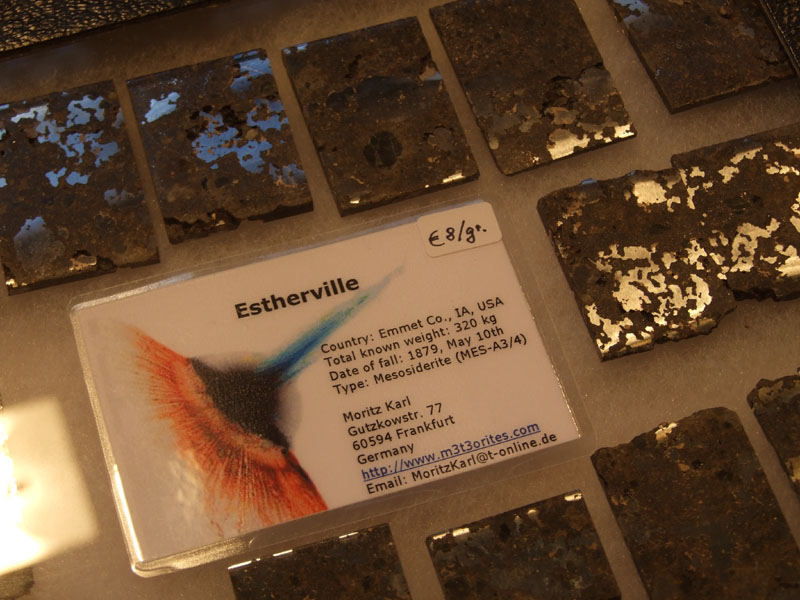 €8/gr.
Estherville
Country: Emmet Co., IA, USA
Total known weight: 320 kg
Date of fall: 1879, May 10th
Type: Mesosiderite (MES-A3/4)
Moritz Karl
Gutzkowstr. 77
60594 Frankfurt
Germany
http://www.m3t3orites.com
Email: MoritzKarl@t-online.de